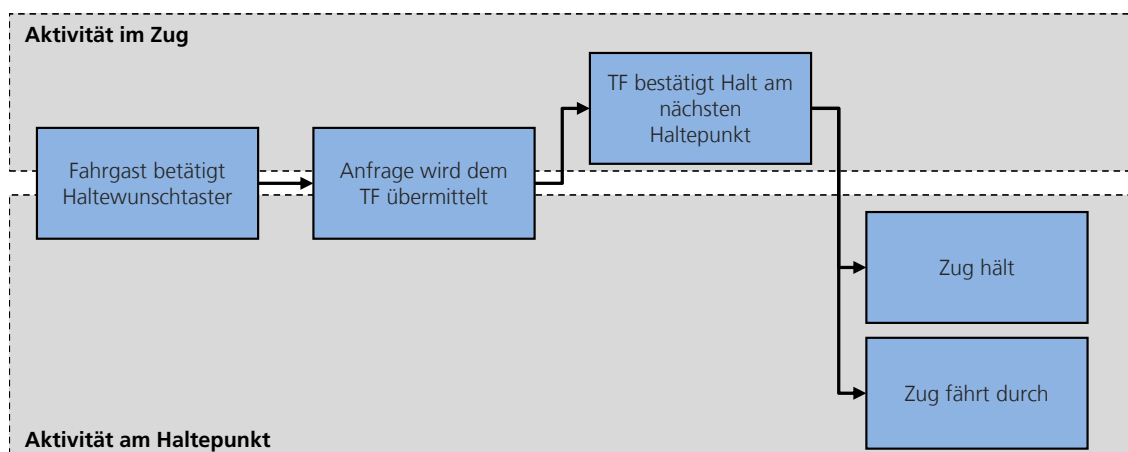 Aktivität im Zug
TF bestätigt Halt am
nächsten
Haltepunkt
Fahrgast betätigt
Haltewunschtaster
Anfrage wird dem
TF übermittelt
Zug hält
Zug fährt durch
Aktivität am Haltepunkt